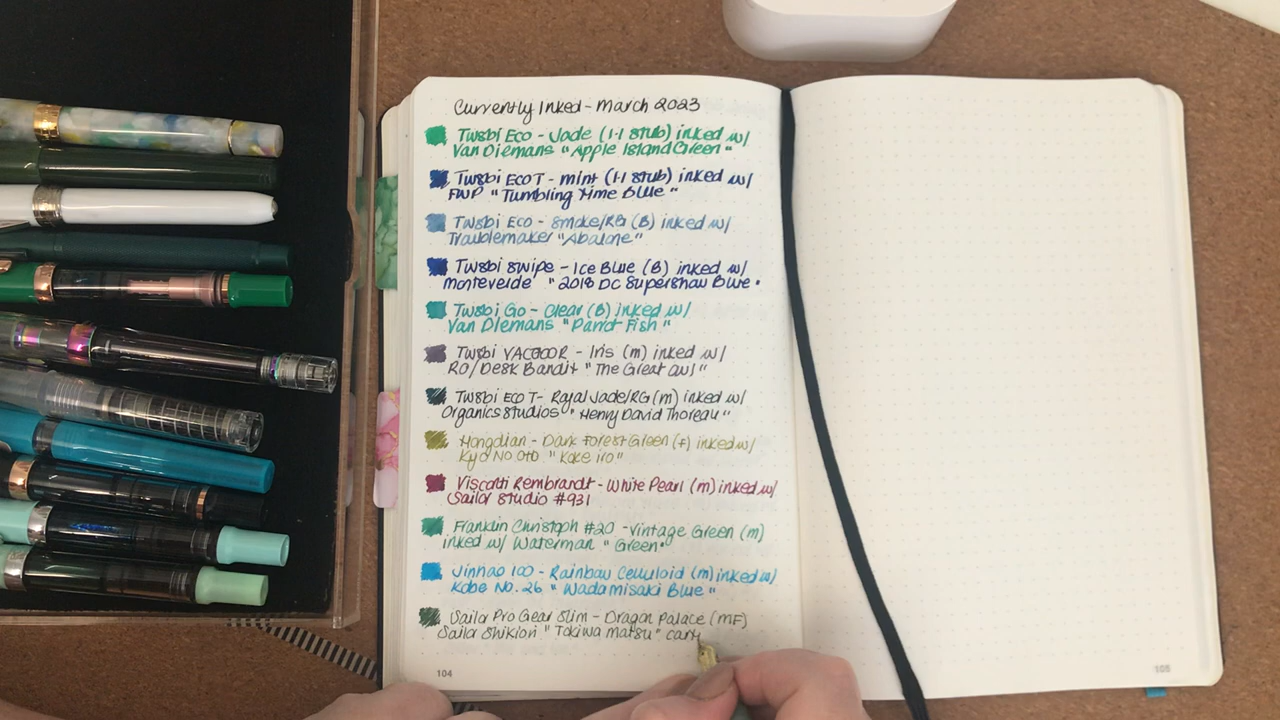 Currently Inked - March 2023
Twsbi Eco - Jade (1.1 stub) inked w/
Van Diemans "Apple Island Green"
Twsbi ECO T - mint (1.1 stub) inked w/
FWP "Tumbling Time Blue"
Twsbi Eco - Smoke/RG (B) inked w/
Troublemaker "Abalone"
Twsbi Swipe - Ice Blue (B) inked w/
Monteverde "2018 DC Supershow Blue"
Twsbi Go - Clear (B) inked w/
Van Diemans "Parrot Fish"
Twsbi VAC700R - Iris (m) inked w/
RO/Desk Bandit "The Great owl"
Twsbi ECO T - Royal Jade/RG (m) inked w/
Organics Studios "Henry David Thoreau"
Hongdian - Dark Forest Green (f) inked w/
Kyo No Oto "Koke iro"
Visconti Rembrandt - White Pearl (m) inked w/
Sailor Studio #931
Franklin Christoph #20 - Vintage Green (m)
inked w/ Waterman "Green"
Jinhao 100 - Rainbow Celluloid (m) inked w/
Kobe No. 26 "Wadamisaki Blue"
Sailor Pro Gear Slim - Dragon Palace (MF)
Sailor Shikiori "Tokiwa Matsu"
104
105